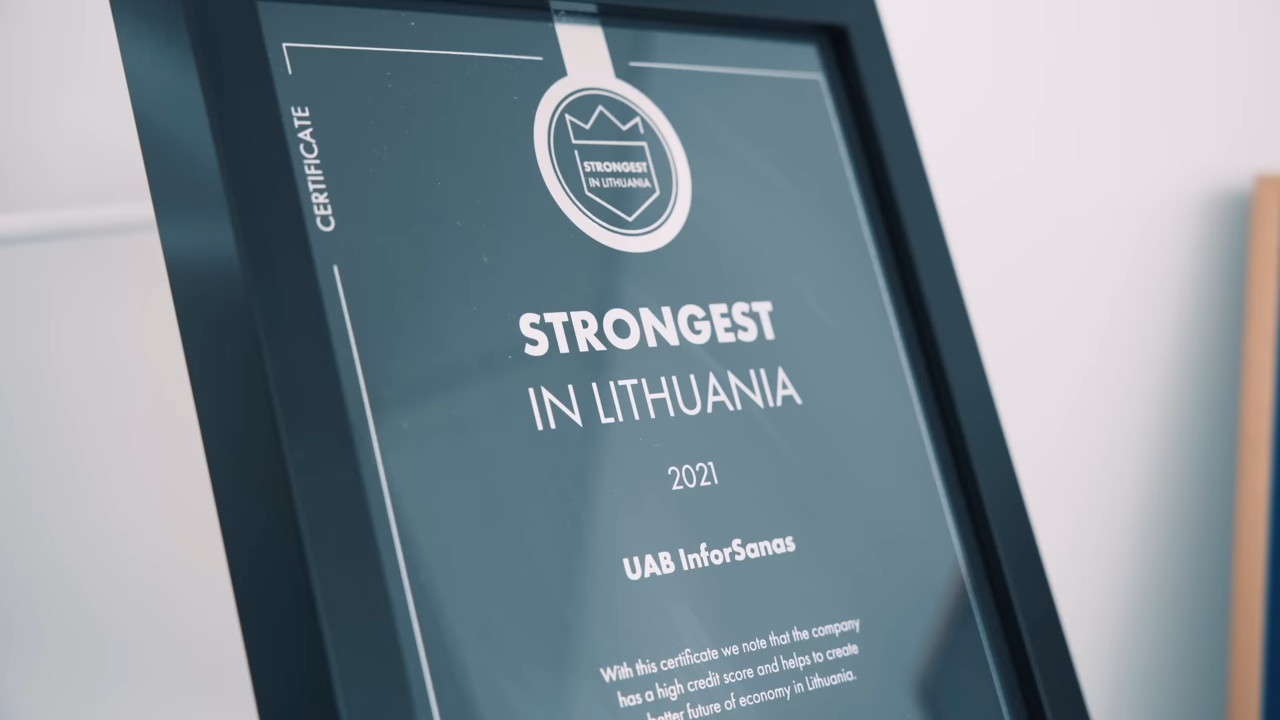 CERTIFICATE
STRONGEST
IN LITHUANIA
STRONGEST
IN LITHUANIA
2021
UAB InforSanas
With this certificate we note that the company
has a high credit score and helps to create
better future of economy in Lithuania.